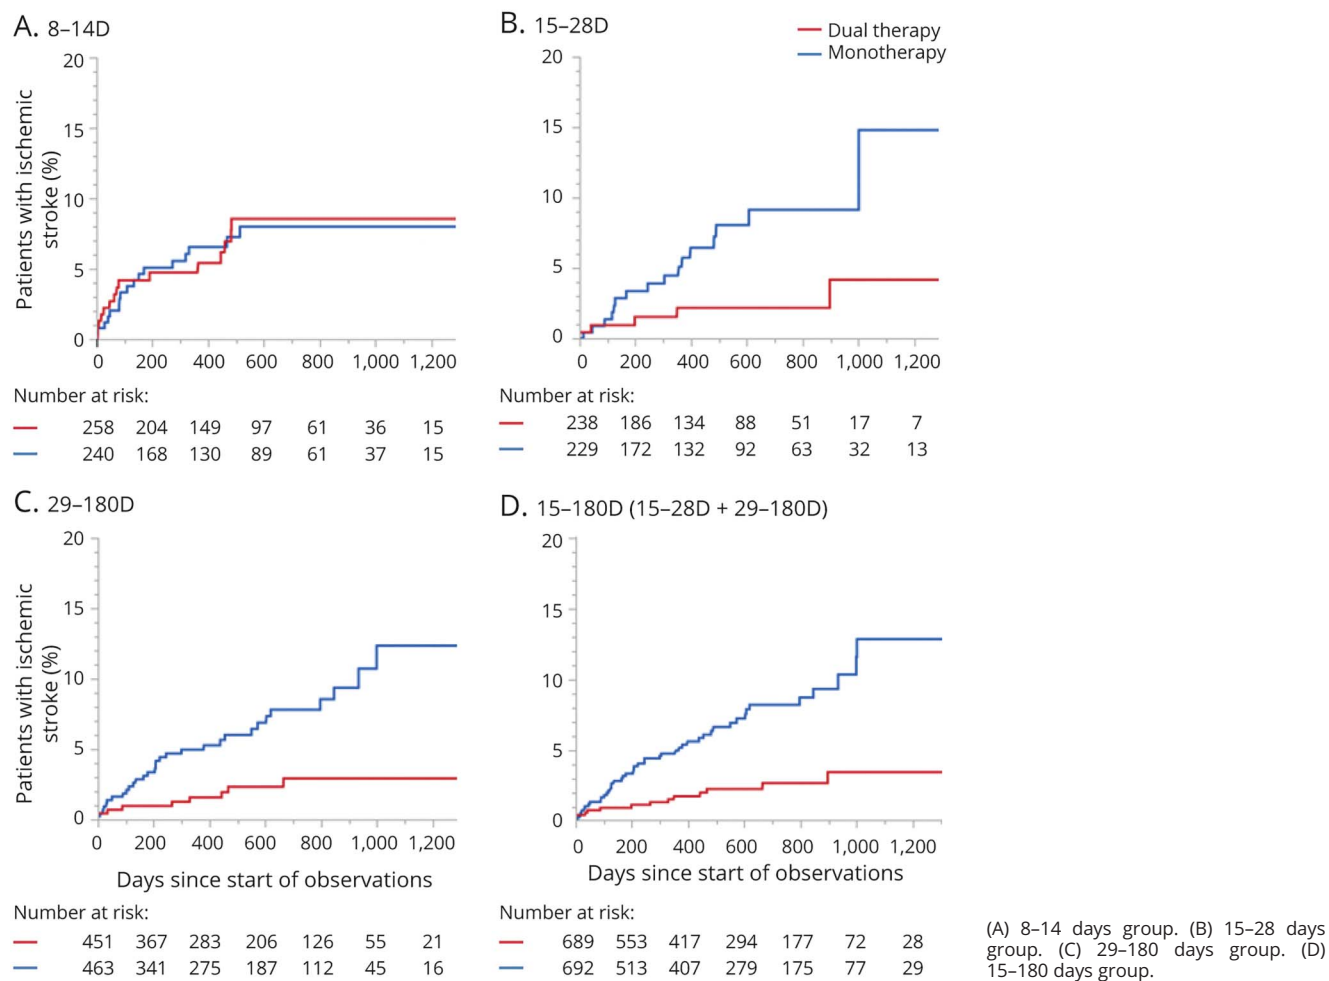 A. 8–14D
20
15
10
5
0
Patients with ischemic
stroke (%)
0 200 400 600 800 1,000 1,200
Number at risk:
258 204 149 97 61 36 15
240 168 130 89 61 37 15
B. 15–28D
Dual therapy
Monotherapy
20
15
10
5
0
0 200 400 600 800 1,000 1,200
Number at risk:
238 186 134 88 51 17 7
229 172 132 92 63 32 13
C. 29–180D
20
15
10
5
0
Patients with ischemic
stroke (%)
0 200 400 600 800 1,000 1,200
Days since start of observations
Number at risk:
451 367 283 206 126 55 21
463 341 275 187 112 45 16
D. 15–180D (15–28D + 29–180D)
20
15
10
5
0
0 200 400 600 800 1,000 1,200
Days since start of observations
Number at risk:
689 553 417 294 177 72 28
692 513 407 279 175 77 29
(A) 8–14 days group. (B) 15–28 days
group. (C) 29–180 days group. (D)
15–180 days group.